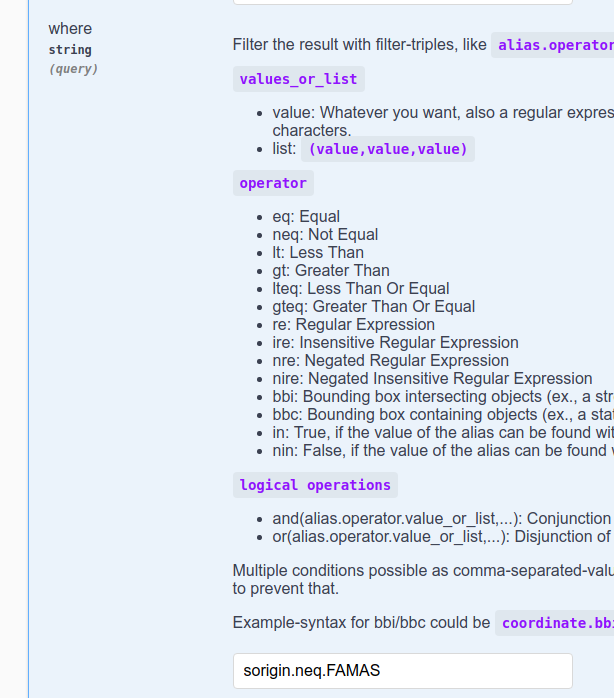 where
string
(query)
Filter the result with filter-triples, like alias.operator
values_or_list
value: Whatever you want, also a regular expres
characters.
list: (value,value,value)
operator
eq: Equal
neq: Not Equal
lt: Less Than
gt: Greater Than
lteq: Less Than Or Equal
gteq: Greater Than Or Equal
re: Regular Expression
ire: Insensitive Regular Expression
nre: Negated Regular Expression
nire: Negated Insensitive Regular Expression
bbi: Bounding box intersecting objects (ex., a str
bbc: Bounding box containing objects (ex., a stat
in: True, if the value of the alias can be found wit
nin: False, if the value of the alias can be found
logical operations
and(alias.operator.value_or_list,...): Conjunction
or(alias.operator.value_or_list,...): Disjunction of
Multiple conditions possible as comma-separated-valu
to prevent that.
Example-syntax for bbi/bbc could be coordinate.bbi
sorigin.neq.FAMAS